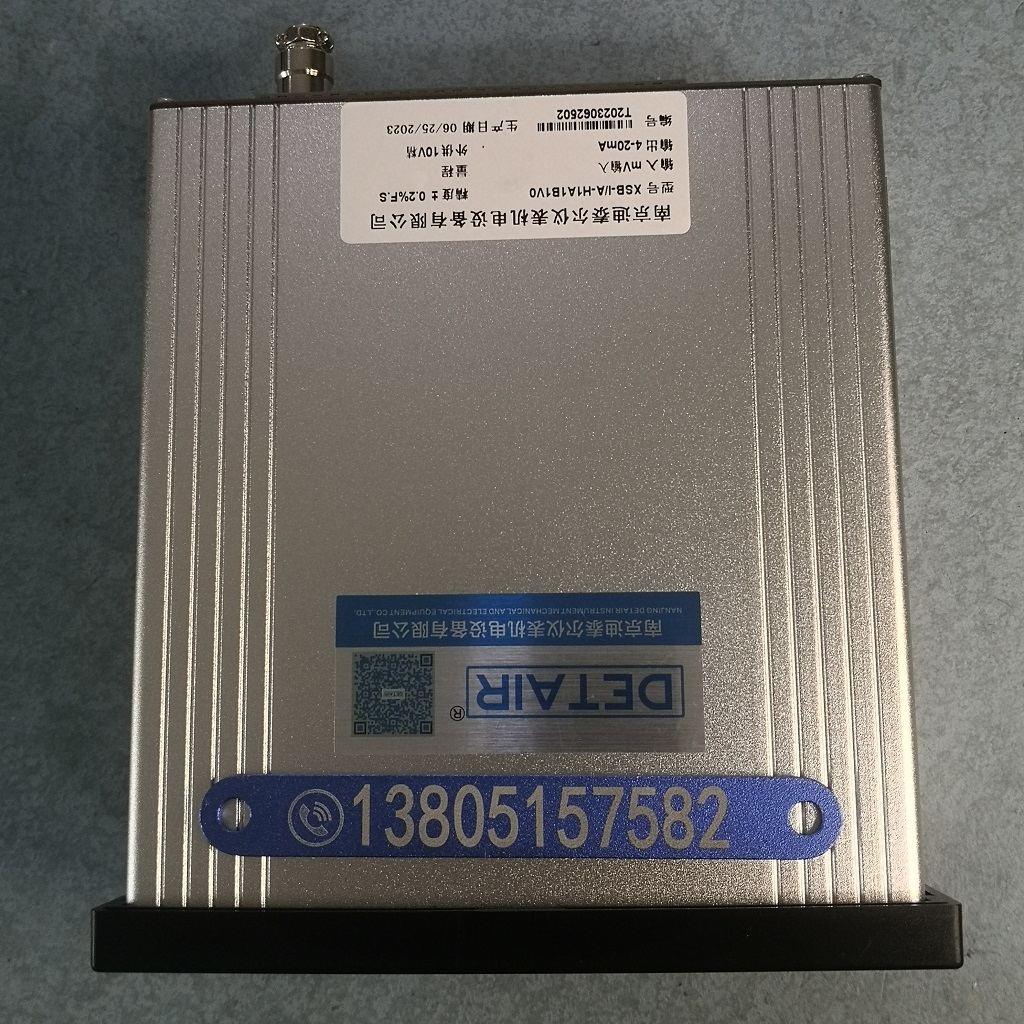 南京迪泰尔仪表机电设备有限公司
型号 XSB-I/A-H1A1B1V0 精度 ± 0.2%F.S
输入 mV输入 量程
输出 4-20mA 外供10V精
编号 T2023062502 生产日期 06/25/2023
DETAIR®
DETAIR
南京迪泰尔仪表机电设备有限公司
NANJING DETAIR INSTRUMENT MECHANICAL AND ELECTRICAL EQUIPMENT CO.,LTD.
13805157582